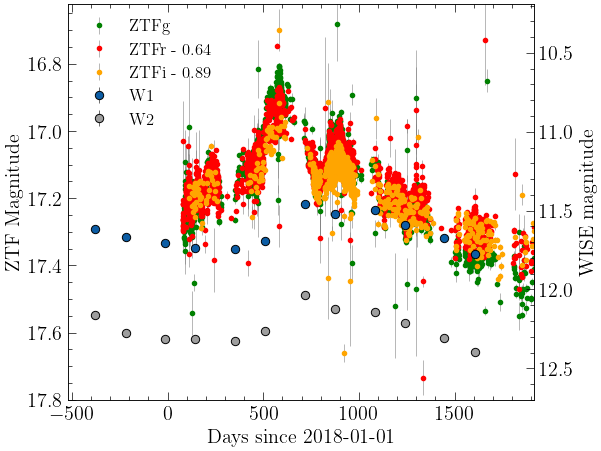 ZTFg
ZTFr - 0.64
ZTFi - 0.89
W1
W2
16.8
17.0
17.2
17.4
17.6
17.8
ZTF Magnitude
10.5
11.0
11.5
12.0
12.5
WISE magnitude
−500
0
500
1000
1500
Days since 2018-01-01